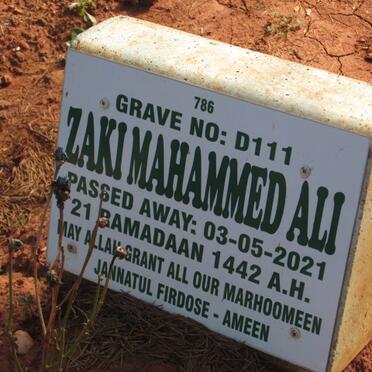 786
GRAVE NO: D111
ZAKI MAHAMMED ALI
PASSED AWAY: 03-05-2021
21 RAMADAAN 1442 A.H.
MAY ALLAH GRANT ALL OUR MARHOOMEEN
JANNATUL FIRDOSE - AMEEN